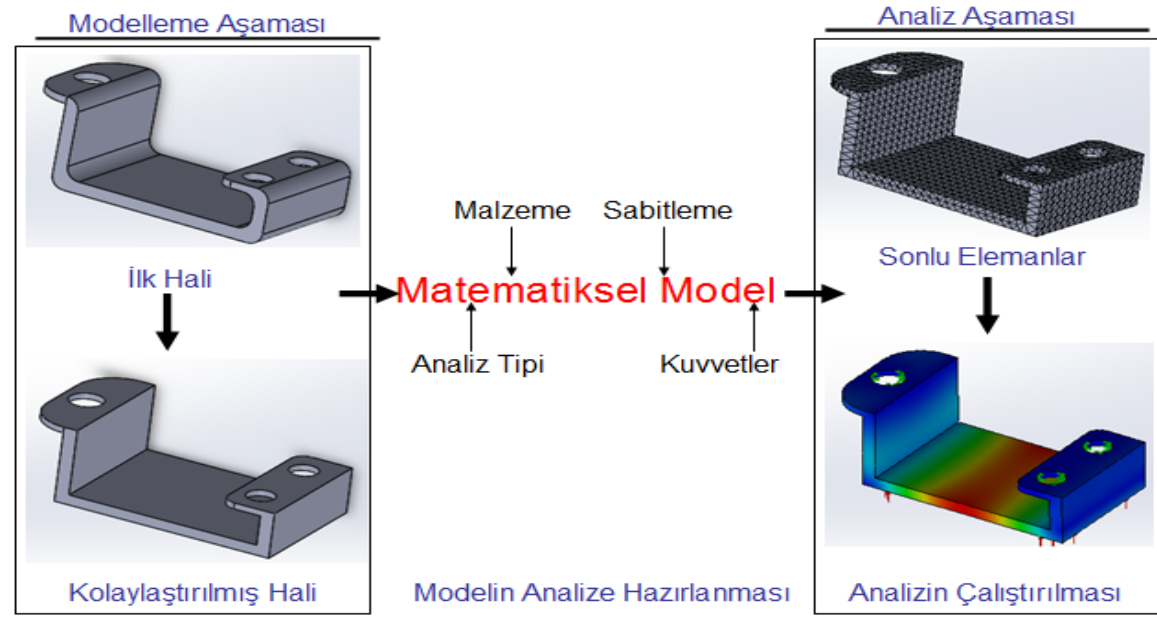 Modelleme Aşaması
İlk Hali
Kolaylaştırılmış Hali
Malzeme
Sabitleme
Matematiksel Model
Analiz Tipi
Kuvvetler
Modelin Analize Hazırlanması
Analiz Aşaması
Sonlu Elemanlar
Analizin Çalıştırılması